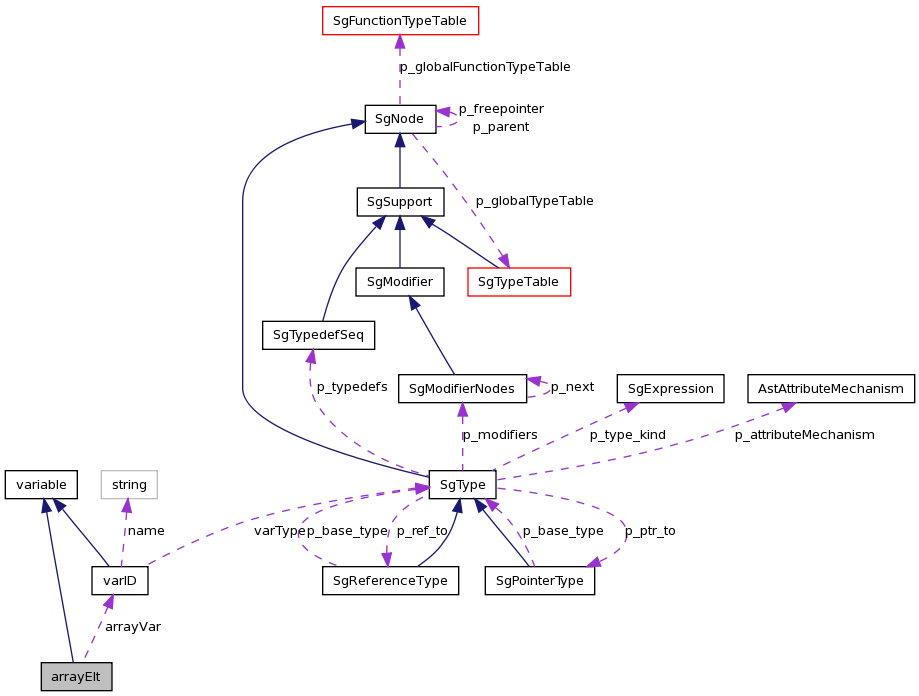 SgFunctionTypeTable
p_globalFunctionTypeTable
SgNode
p_freepointer
p_parent
SgSupport
p_globalTypeTable
SgModifier
SgTypeTable
SgTypedefSeq
p_typedefs
SgModifierNodes
p_next
SgExpression
AstAttributeMechanism
p_modifiers
p_type_kind
p_attributeMechanism
variable
string
SgType
name
varType
p_base_type
p_ref_to
p_base_type
p_ptr_to
varID
SgReferenceType
SgPointerType
arrayVar
arrayElt